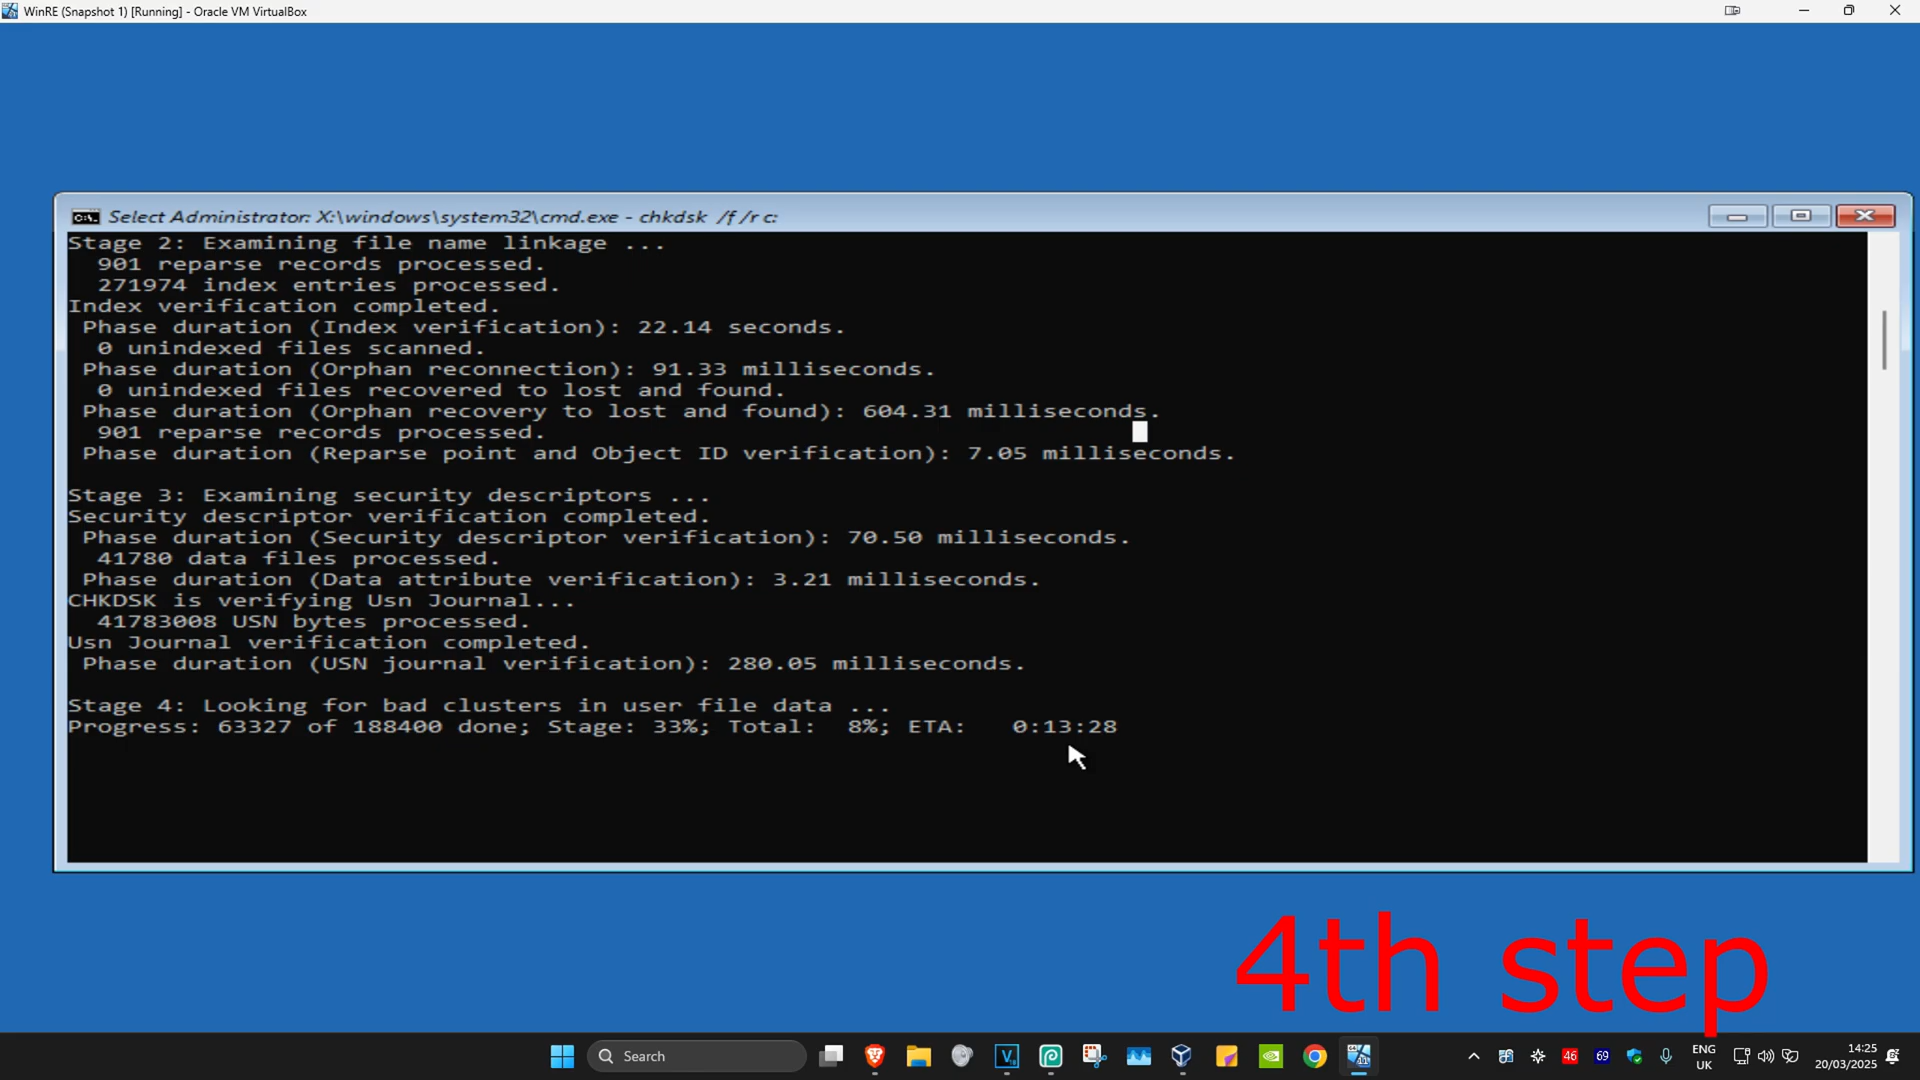 WinRE (Snapshot 1) [Running] - Oracle VM VirtualBox
Select Administrator: X:\windows\system32\cmd.exe - chkdsk /f /r c:
Stage 2: Examining file name linkage ...
901 reparse records processed.
271974 index entries processed.
Index verification completed.
Phase duration (Index verification): 22.14 seconds.
0 unindexed files scanned.
Phase duration (Orphan reconnection): 91.33 milliseconds.
0 unindexed files recovered to lost and found.
Phase duration (Orphan recovery to lost and found): 604.31 milliseconds.
901 reparse records processed.
Phase duration (Reparse point and Object ID verification): 7.05 milliseconds.
Stage 3: Examining security descriptors ...
Security descriptor verification completed.
Phase duration (Security descriptor verification): 70.50 milliseconds.
41780 data files processed.
Phase duration (Data attribute verification): 3.21 milliseconds.
CHKDSK is verifying Usn Journal...
41783008 USN bytes processed.
Usn Journal verification completed.
Phase duration (USN journal verification): 280.05 milliseconds.
Stage 4: Looking for bad clusters in user file data ...
Progress: 63327 of 188400 done; Stage: 33%; Total: 8%; ETA: 0:13:28
4th step
Search
46
69
ENG
UK
14:25
20/03/2025